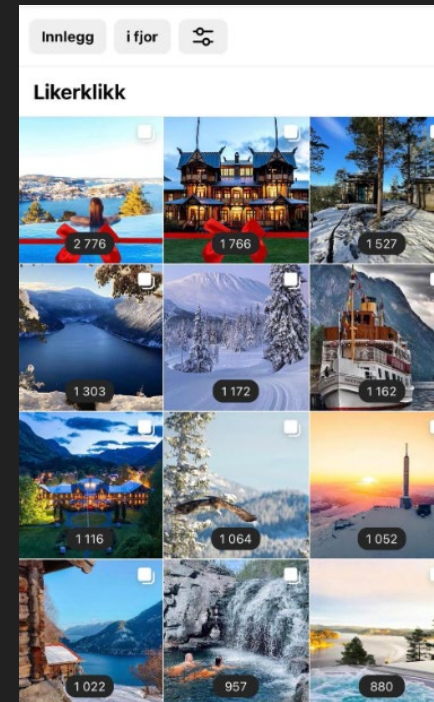 Innlegg i fjor
Likerklikk
2 776 1 766 1 527
1 303 1 172 1 162
1 116 1 064 1 052
1 022 957 880